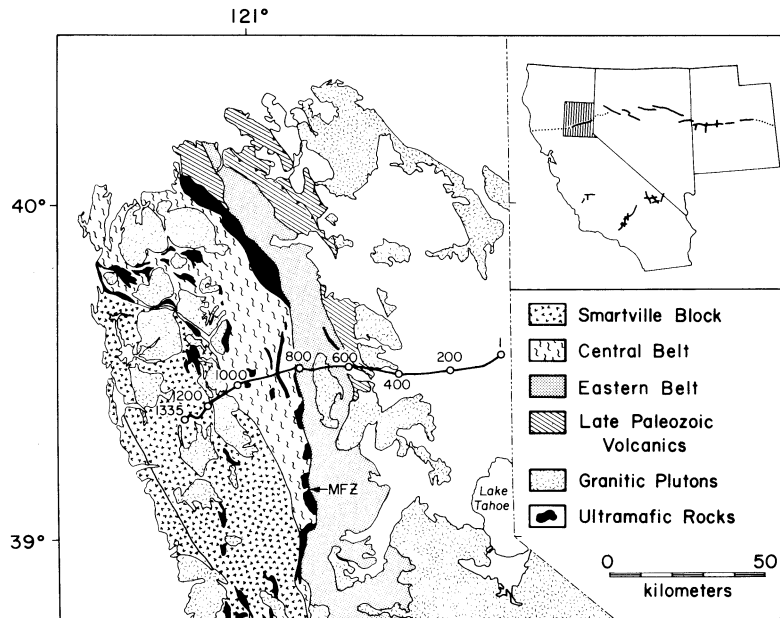 121°
40°
39°
1335
1200
1000
800
600
400
200
1
MFZ
Lake
Tahoe
Smartville Block
Central Belt
Eastern Belt
Late Paleozoic
Volcanics
Granitic Plutons
Ultramafic Rocks
0 50
kilometers